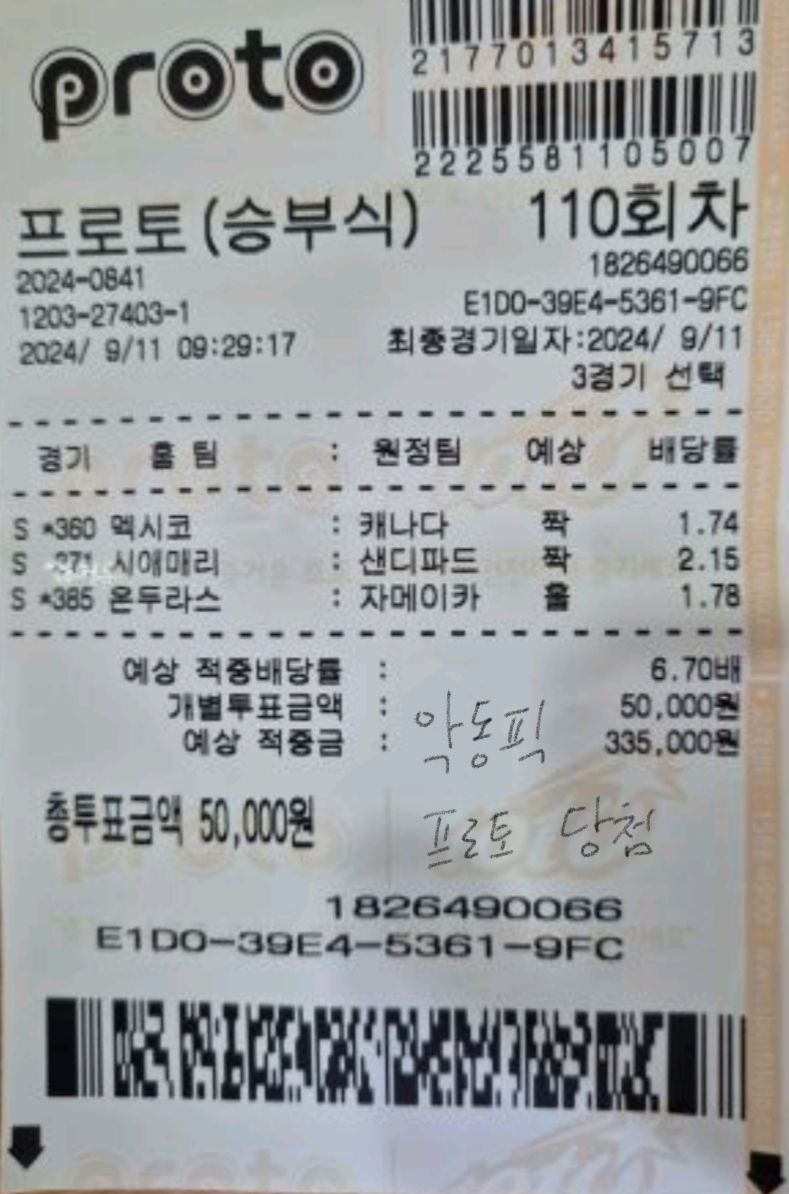 proto
2177013415713
2225581105007
프로토(승부식) 110회차
2024-0841 1826490066
1203-27403-1 E1D0-39E4-5361-9FC
2024/ 9/11 09:29:17 최종경기일자:2024/ 9/11
3경기 선택
경기 홈 팀 : 원정팀 예상 배당률
S *360 멕시코 : 캐나다 짝 1.74
S *371 시애매리 : 샌디파드 짝 2.15
S *385 온두라스 : 자메이카 홀 1.78
예상 적중배당률 : 6.70배
개별투표금액 : 50,000원
예상 적중금 : 335,000원
악동픽
총투표금액 50,000원
프로토 당첨
1826490066
E1D0-39E4-5361-9FC